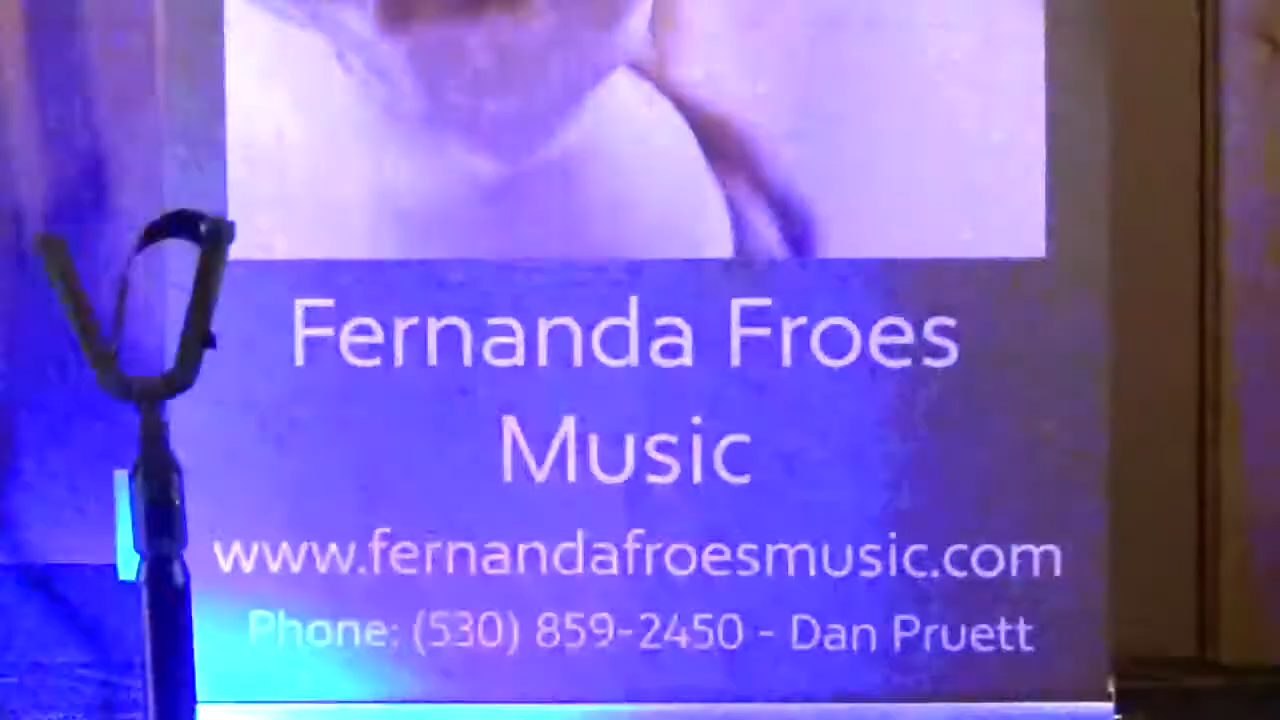 Fernanda Froes
Music
www.fernandafroesmusic.com
Phone: (530) 859-2450 - Dan Pruett